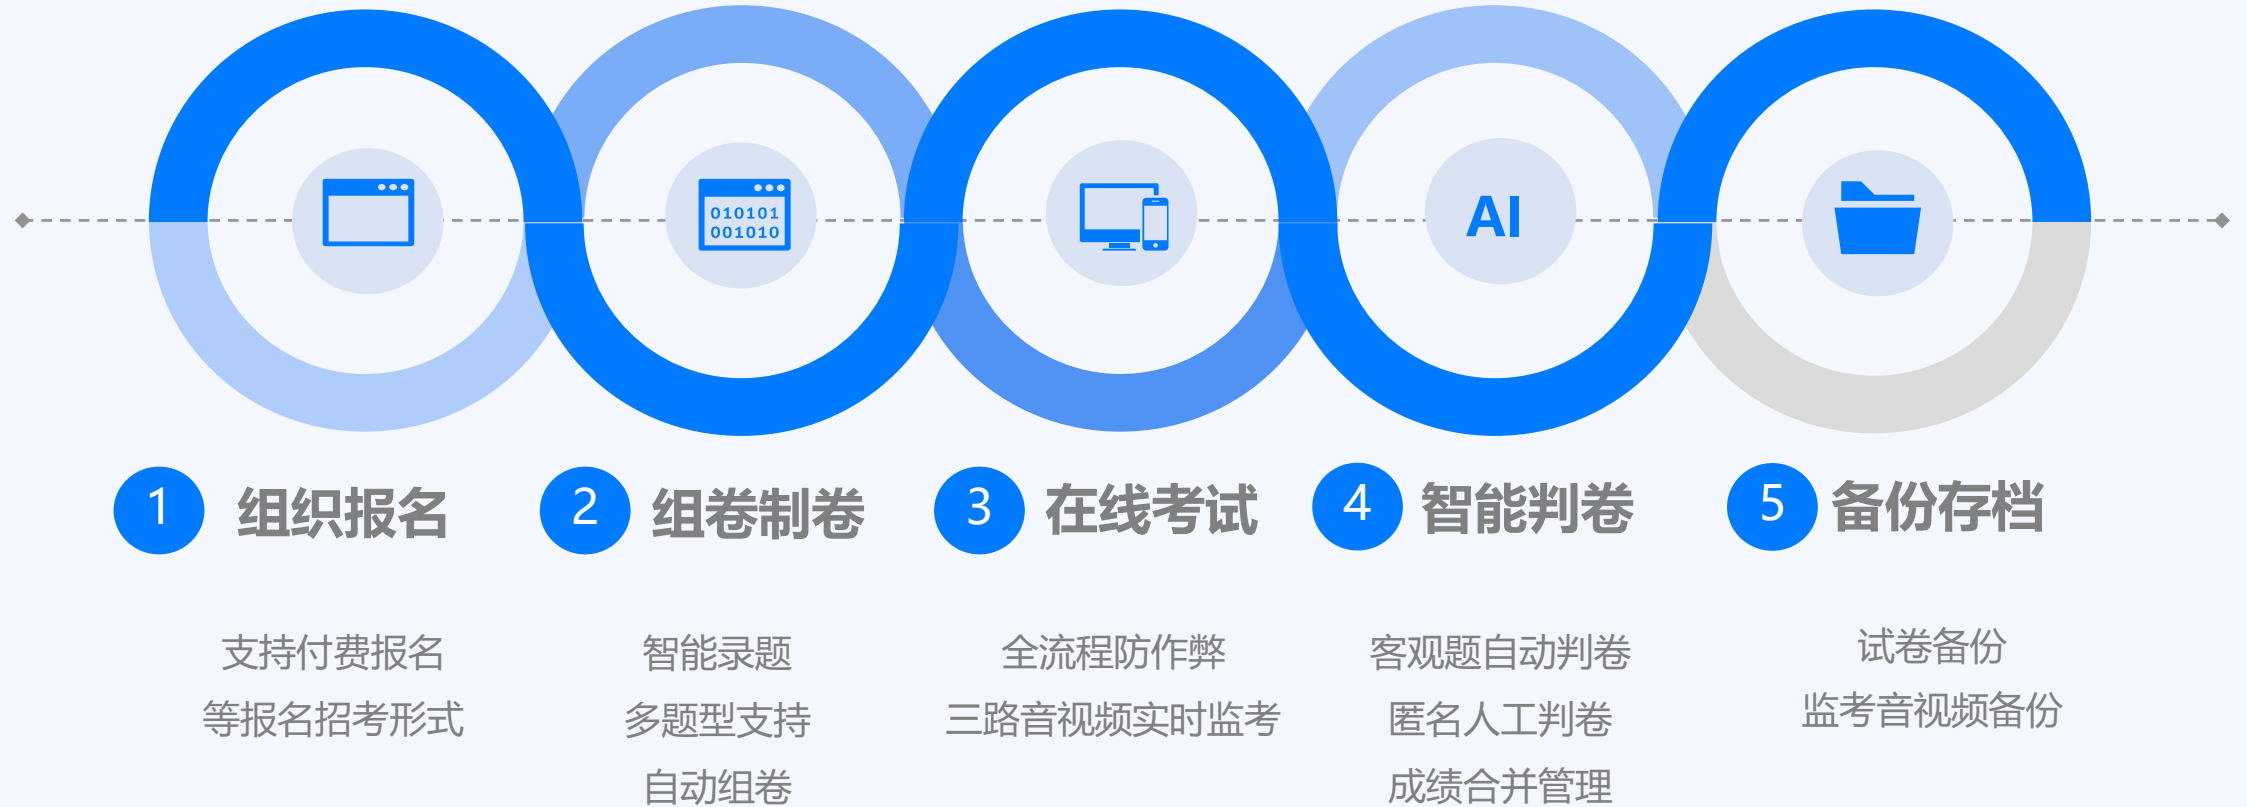 010101
001010
AI
1 组织报名
支持付费报名
等报名招考形式
2 组卷制卷
智能录题
多题型支持
自动组卷
3 在线考试
全流程防作弊
三路音视频实时监考
4 智能判卷
客观题自动判卷
匿名人工判卷
成绩合并管理
5 备份存档
试卷备份
监考音视频备份